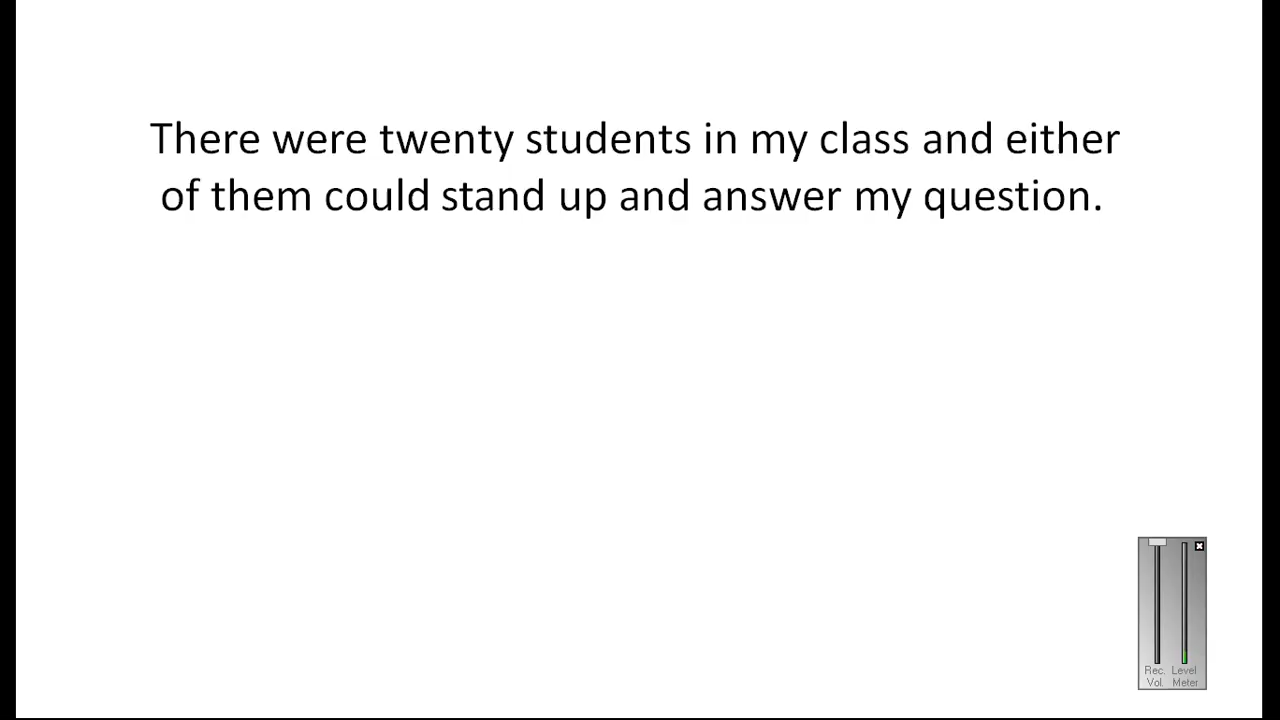 There were twenty students in my class and either
of them could stand up and answer my question.
Rec. Level
Vol. Meter